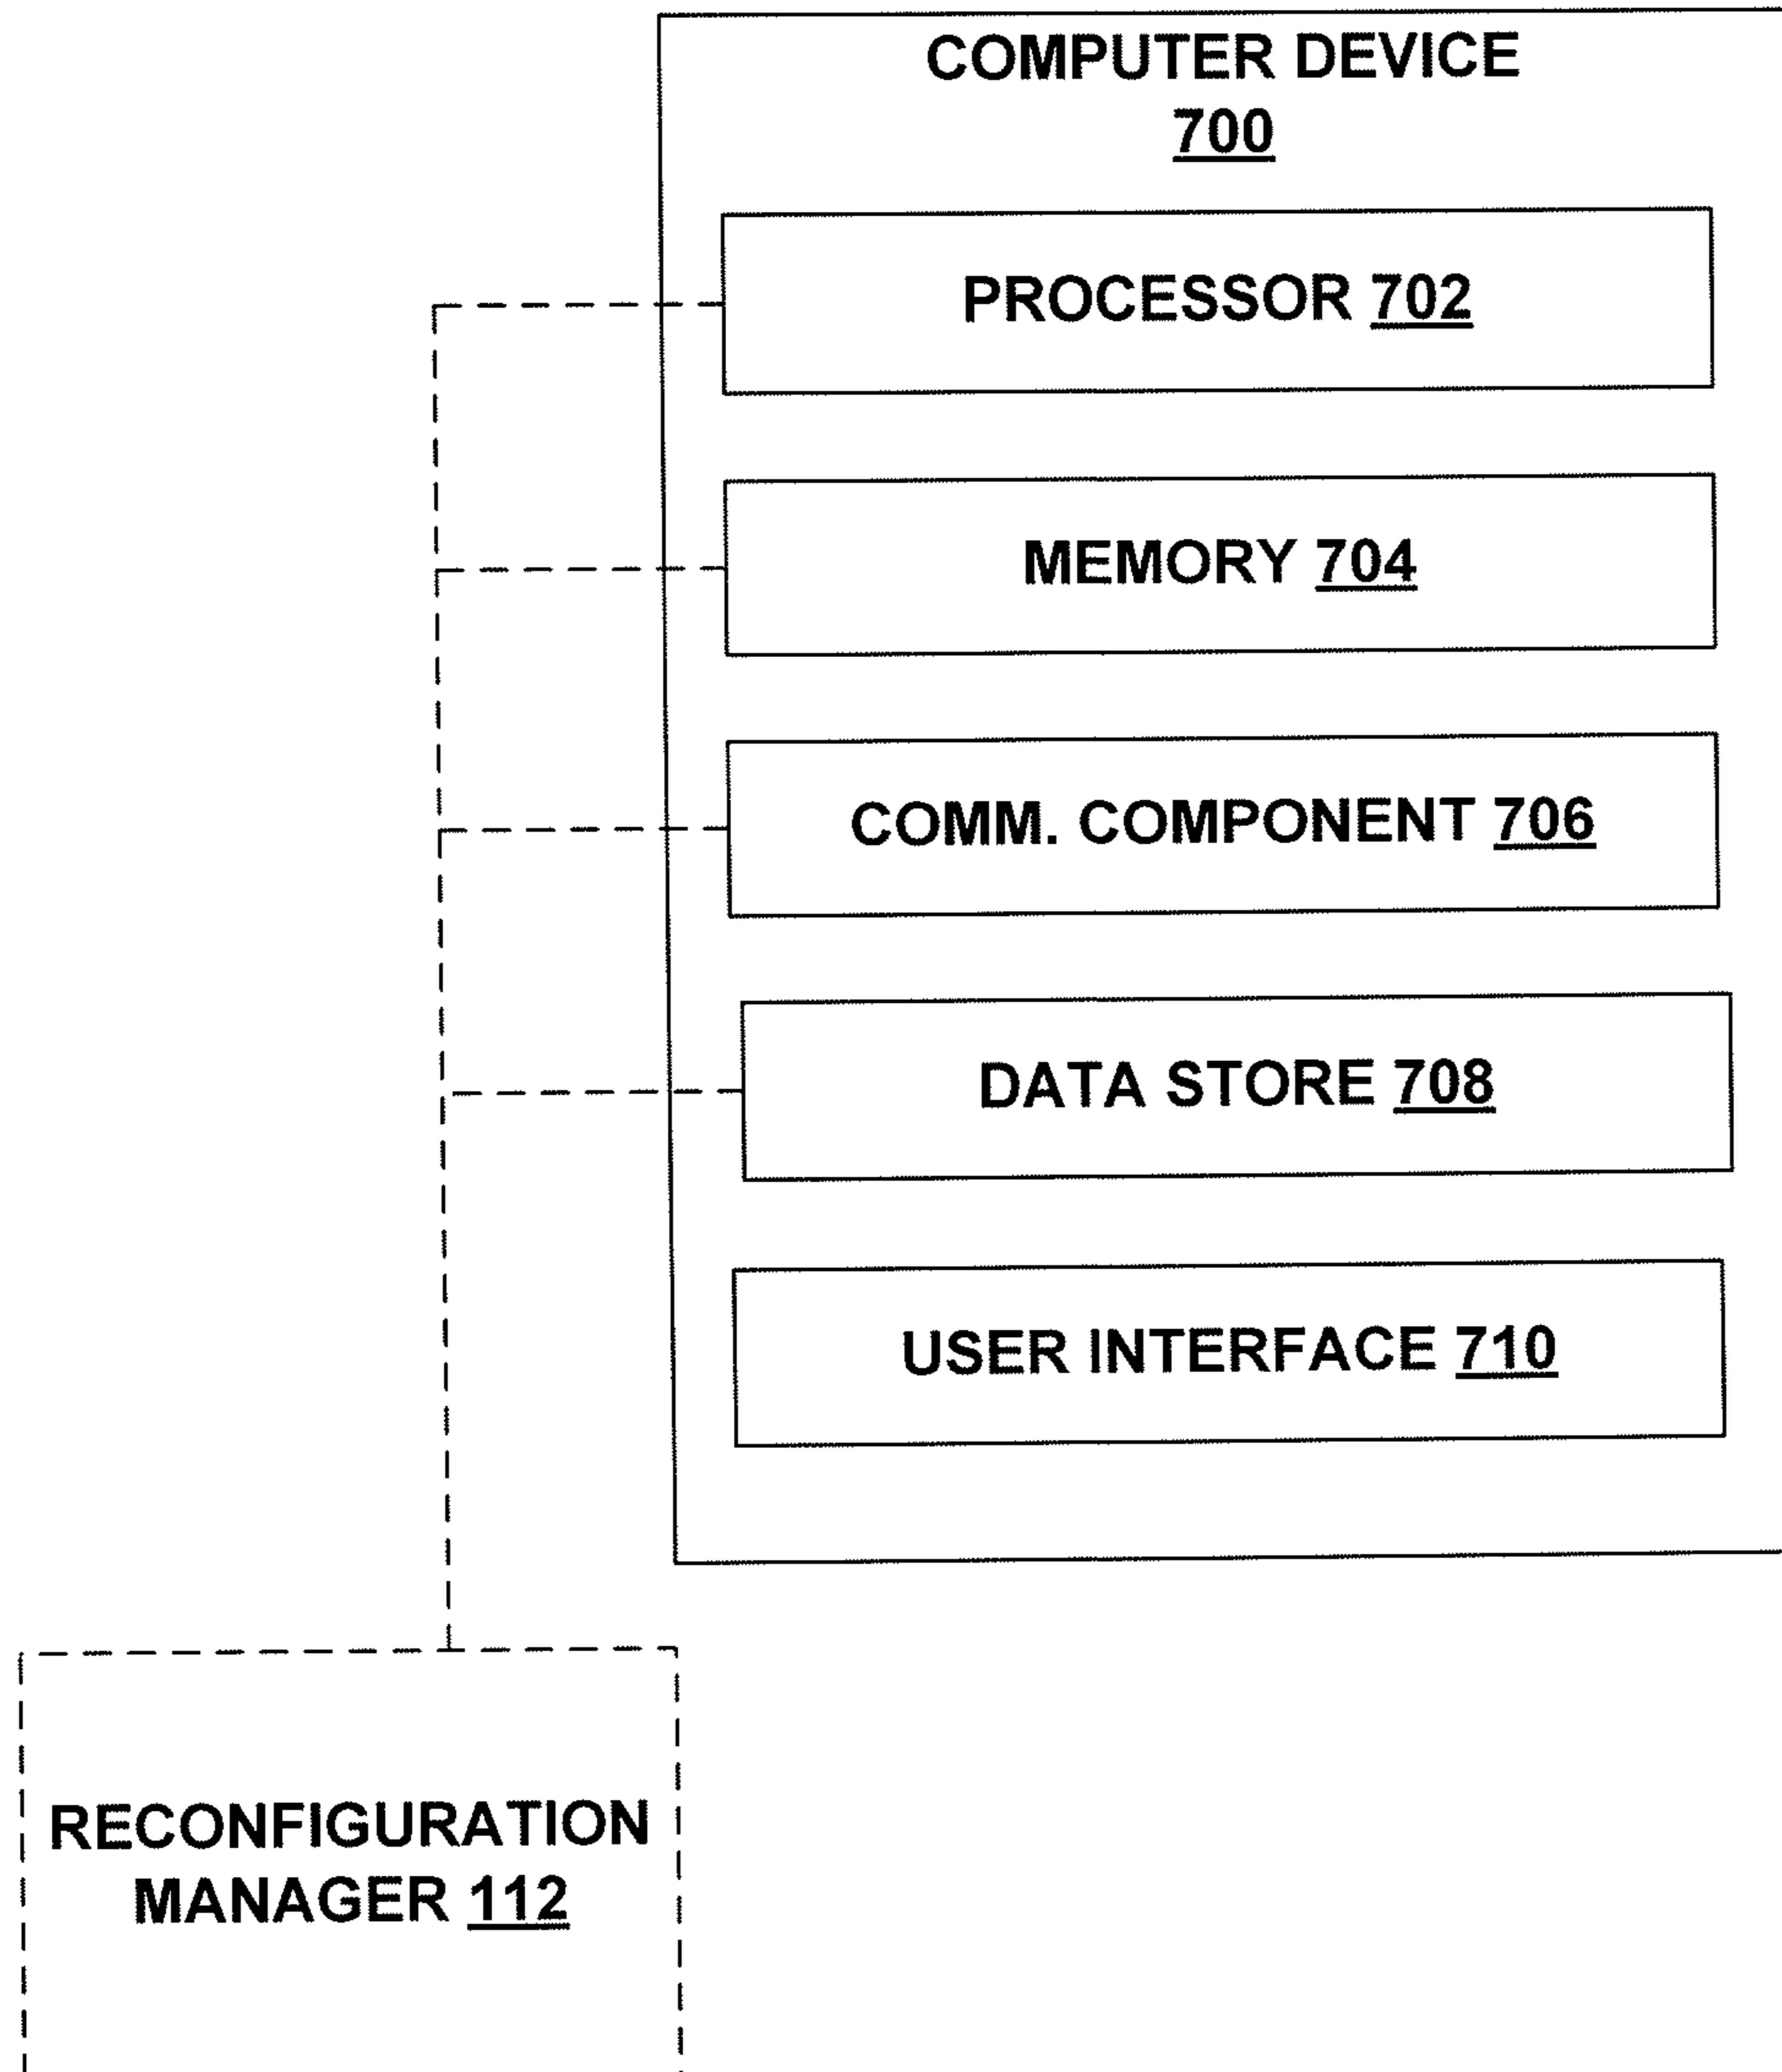 COMPUTER DEVICE
700
PROCESSOR 702
MEMORY 704
COMM. COMPONENT 706
DATA STORE 708
USER INTERFACE 710
RECONFIGURATION
MANAGER 112